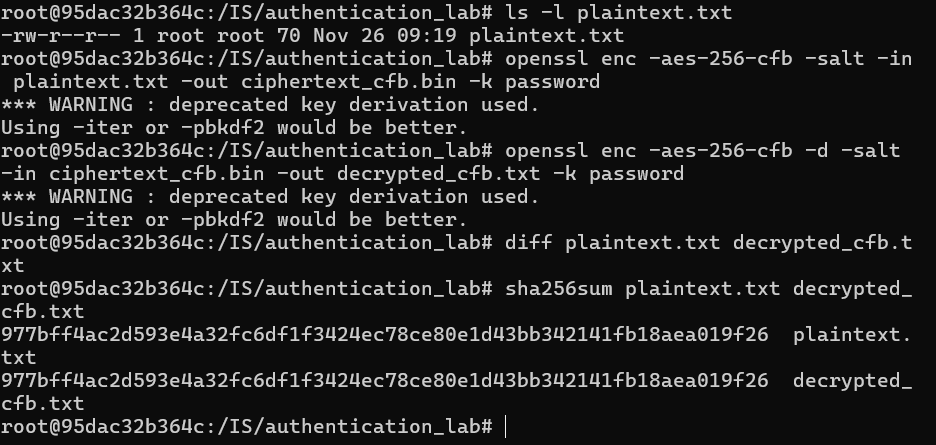 root@95dac32b364c:/IS/authentication_lab# ls -l plaintext.txt
-rw-r--r-- 1 root root 70 Nov 26 09:19 plaintext.txt
root@95dac32b364c:/IS/authentication_lab# openssl enc -aes-256-cfb -salt -in
 plaintext.txt -out ciphertext_cfb.bin -k password
*** WARNING : deprecated key derivation used.
Using -iter or -pbkdf2 would be better.
root@95dac32b364c:/IS/authentication_lab# openssl enc -aes-256-cfb -d -salt
-in ciphertext_cfb.bin -out decrypted_cfb.txt -k password
*** WARNING : deprecated key derivation used.
Using -iter or -pbkdf2 would be better.
root@95dac32b364c:/IS/authentication_lab# diff plaintext.txt decrypted_cfb.t
xt
root@95dac32b364c:/IS/authentication_lab# sha256sum plaintext.txt decrypted_
cfb.txt
977bff4ac2d593e4a32fc6df1f3424ec78ce80e1d43bb342141fb18aea019f26  plaintext.
txt
977bff4ac2d593e4a32fc6df1f3424ec78ce80e1d43bb342141fb18aea019f26  decrypted_
cfb.txt
root@95dac32b364c:/IS/authentication_lab#